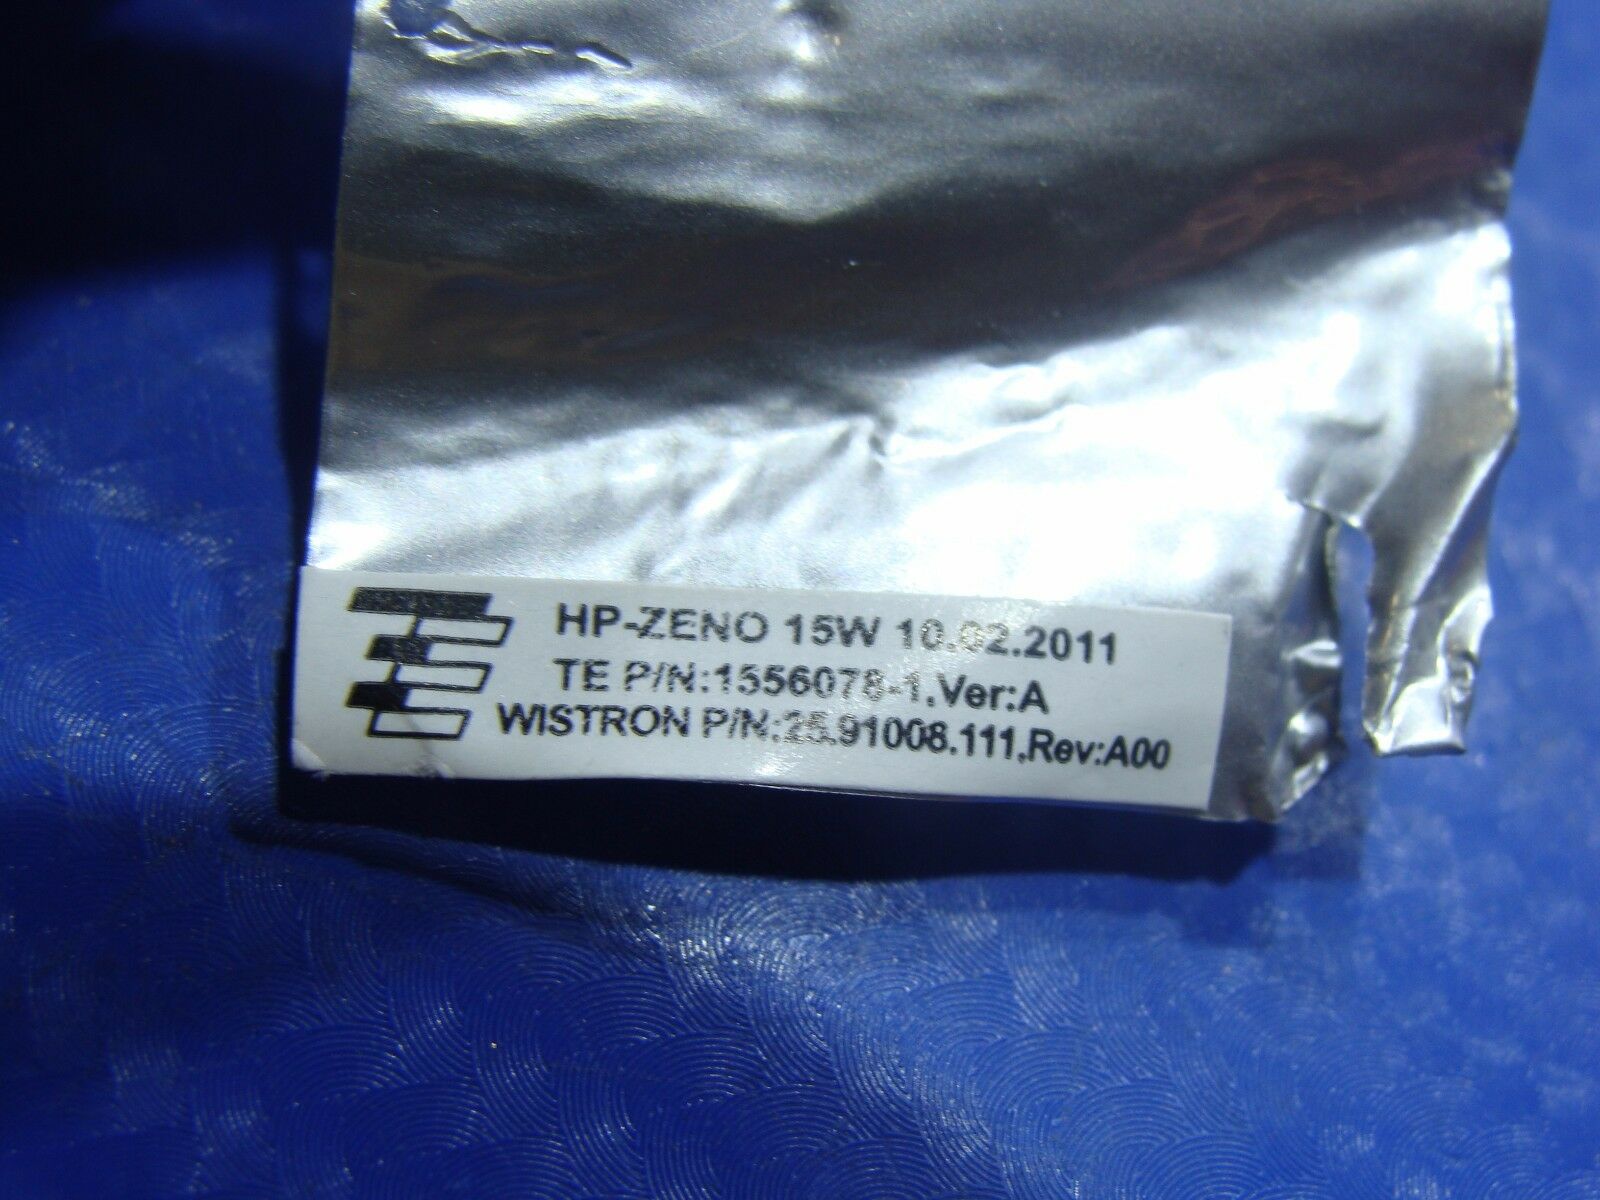 HP-ZENO 15W 10.02.2011
TE P/N:1556078-1,Ver:A
WISTRON P/N:25.91008.111,Rev:A00